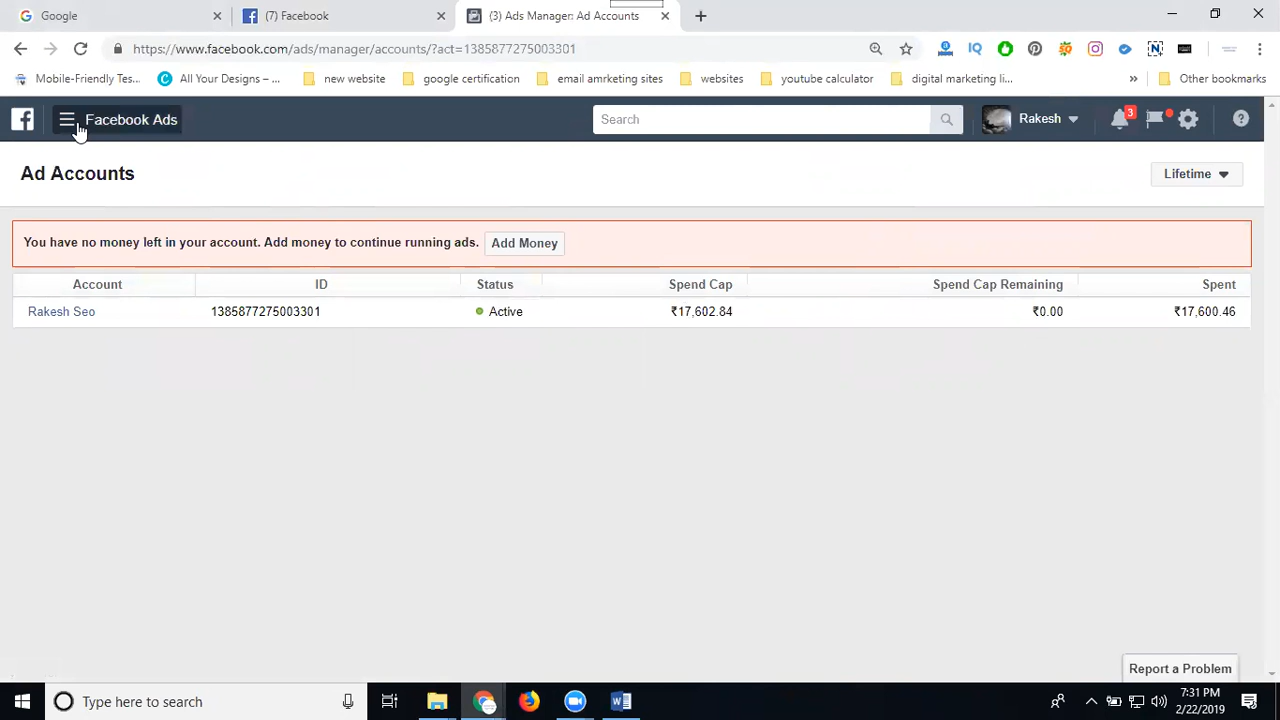 Google
(7) Facebook
(3) Ads Manager: Ad Accounts
https://www.facebook.com/ads/manager/accounts/?act=1385877275003301
Mobile-Friendly Tes...
All Your Designs – ...
new website
google certification
email amrketing sites
websites
youtube calculator
digital marketing li...
»
Other bookmarks
Facebook Ads
Search
Rakesh
3
Ad Accounts
Lifetime
You have no money left in your account. Add money to continue running ads.
Add Money
Account ID Status Spend Cap Spend Cap Remaining Spent
Rakesh Seo 1385877275003301 Active ₹17,602.84 ₹0.00 ₹17,600.46
Report a Problem
Type here to search
7:31 PM
2/22/2019